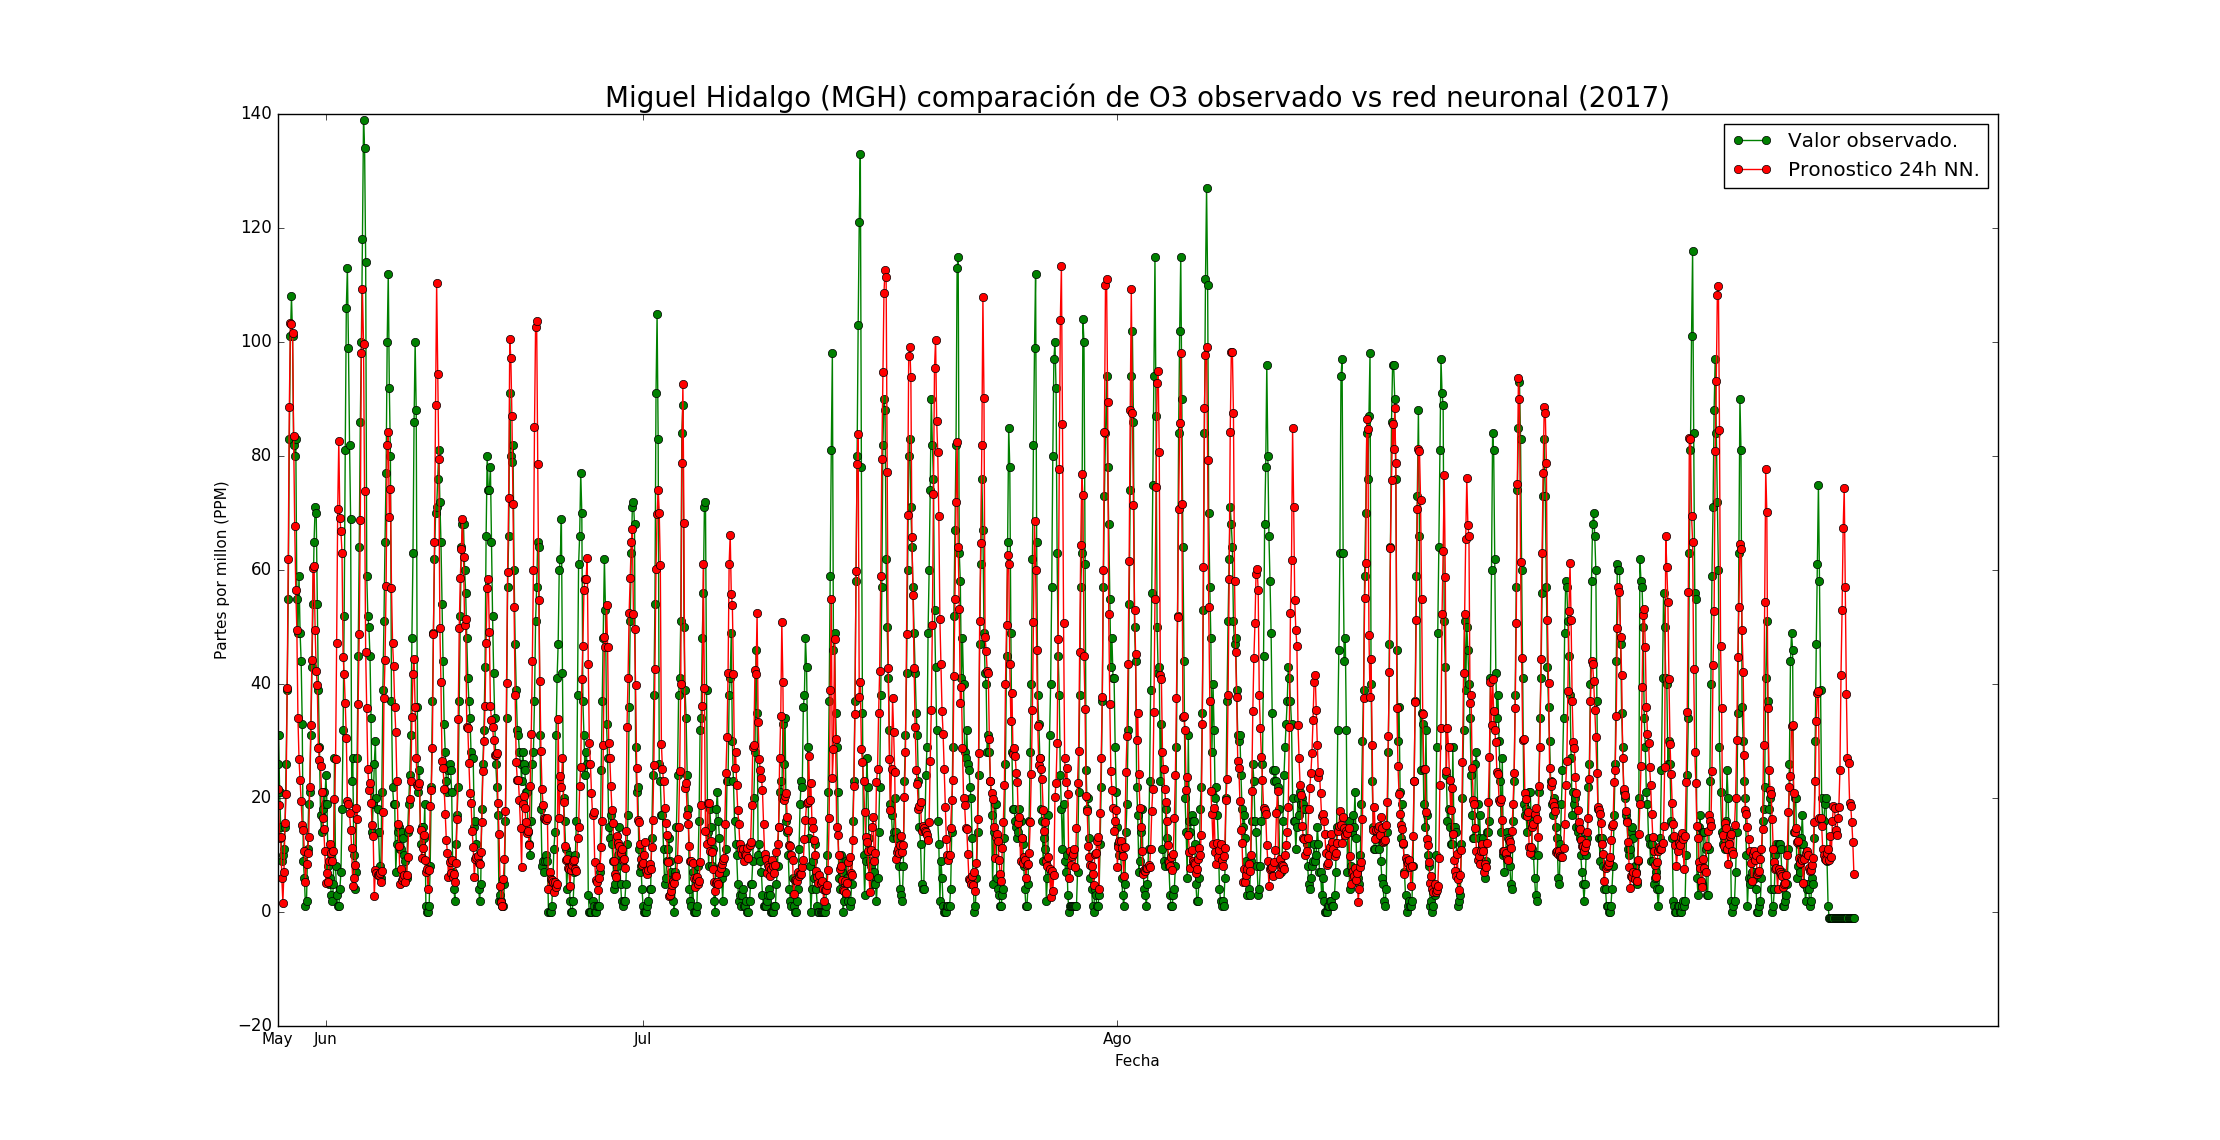 Miguel Hidalgo (MGH) comparación de O3 observado vs red neuronal (2017)
140
120
100
80
60
40
20
0
−20
Partes por millon (PPM)
Valor observado.
Pronostico 24h NN.
May Jun Jul Ago
Fecha